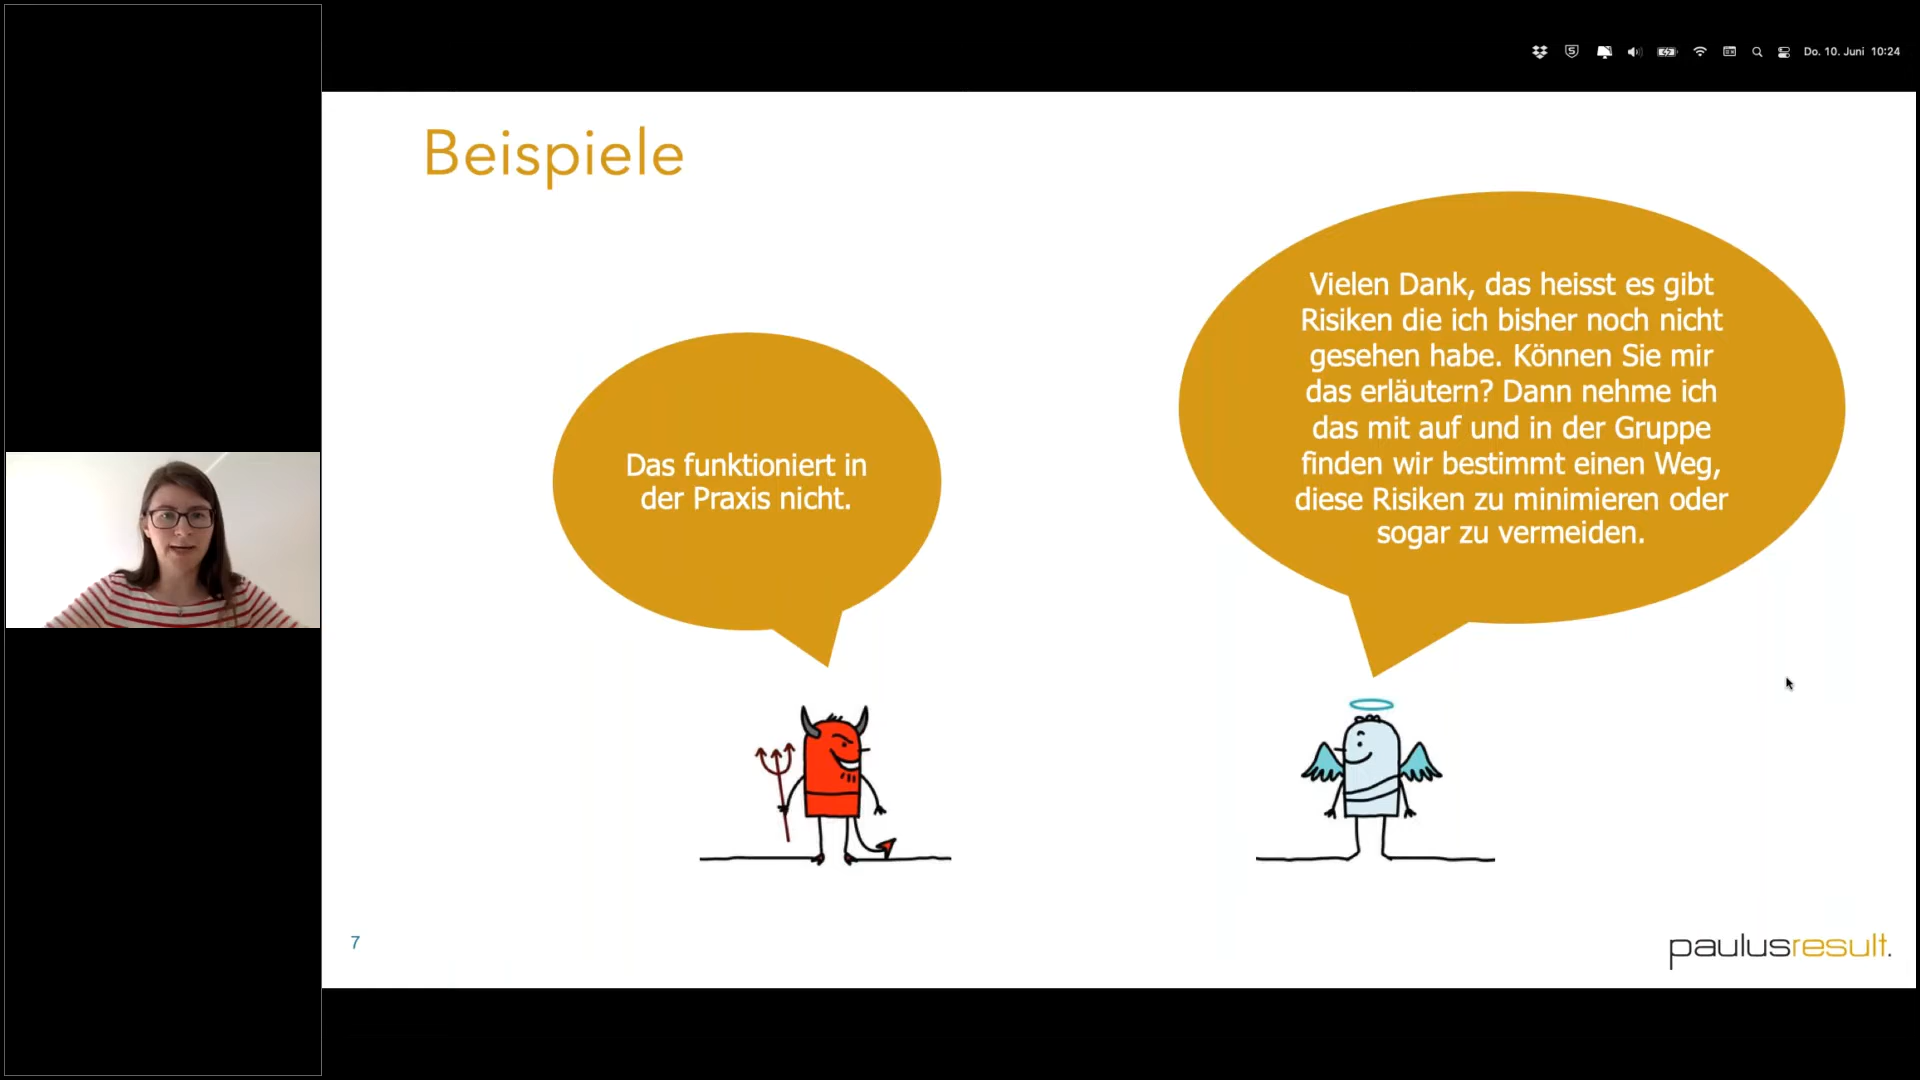 Do. 10. Juni 10:24
Beispiele
Das funktioniert in
der Praxis nicht.
Vielen Dank, das heisst es gibt
Risiken die ich bisher noch nicht
gesehen habe. Können Sie mir
das erläutern? Dann nehme ich
das mit auf und in der Gruppe
finden wir bestimmt einen Weg,
diese Risiken zu minimieren oder
sogar zu vermeiden.
7
paulusresult.